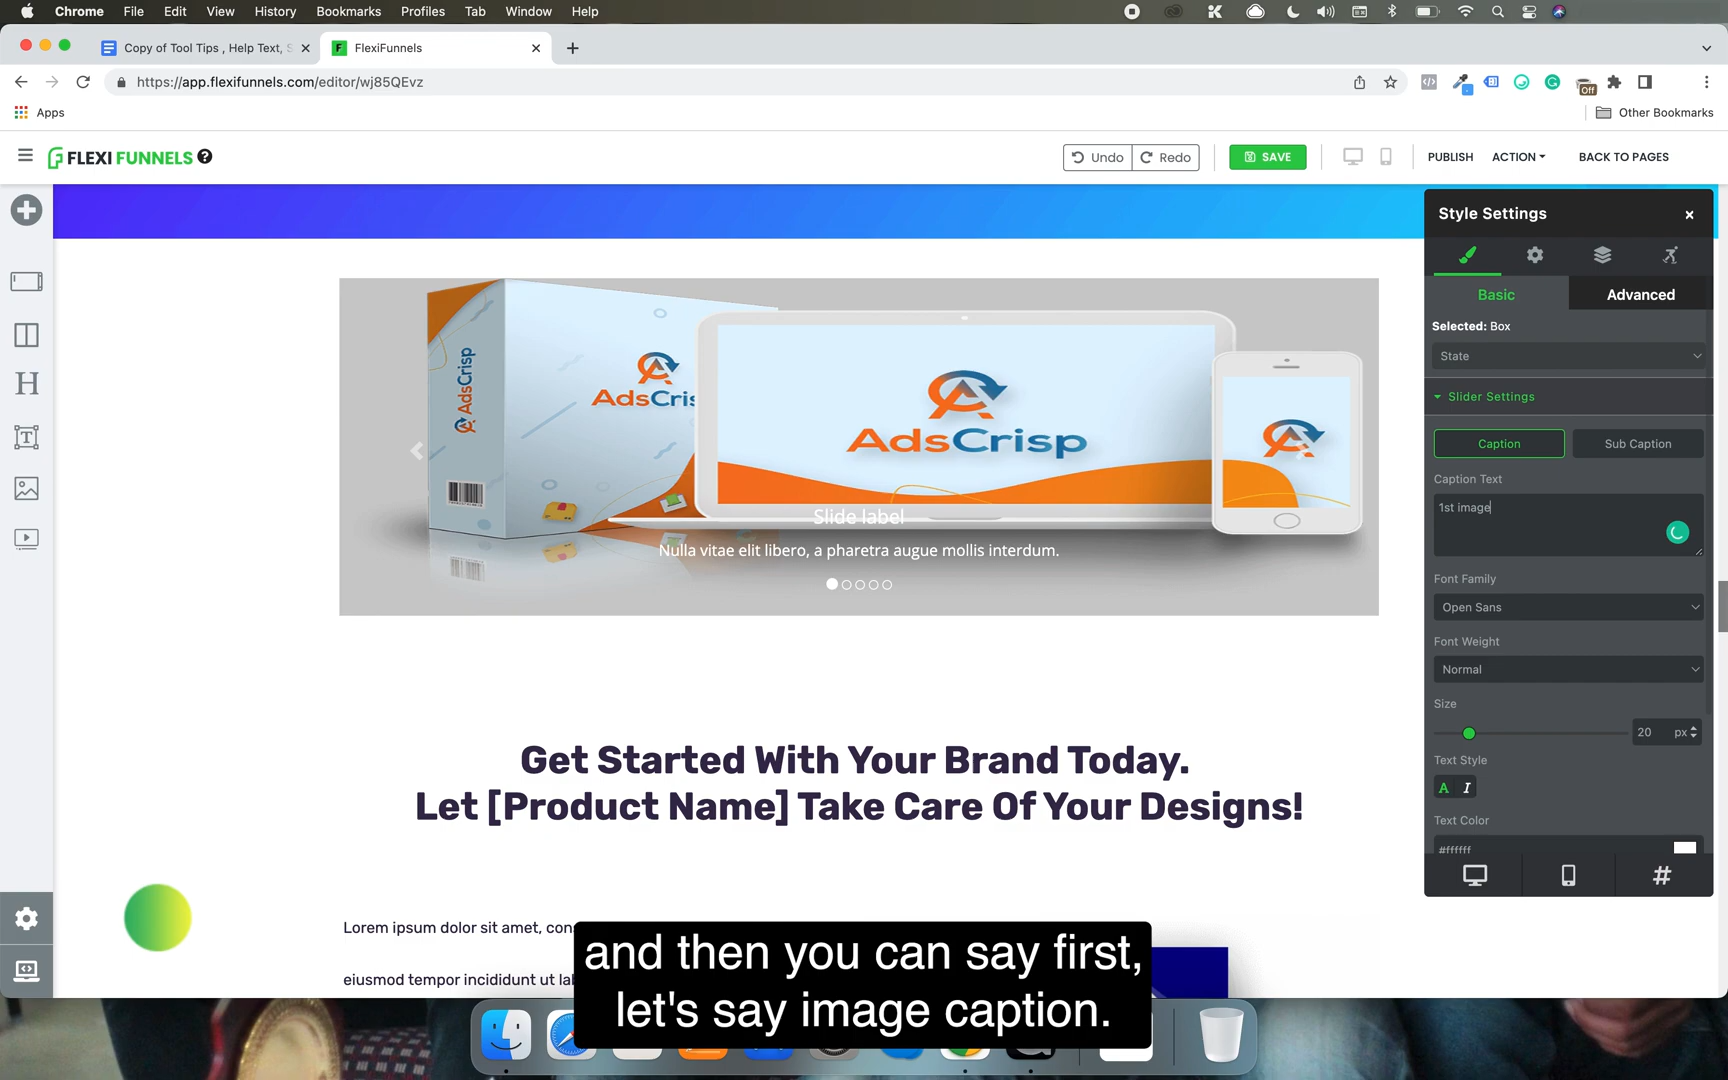 Chrome File Edit View History Bookmarks Profiles Tab Window Help
Copy of Tool Tips , Help Text, S
FlexiFunnels
https://app.flexifunnels.com/editor/wj85QEvz
Off
Apps
Other Bookmarks
FLEXI FUNNELS
Undo
Redo
SAVE
PUBLISH
ACTION
BACK TO PAGES
Style Settings
Basic
Advanced
Selected: Box
State
Slider Settings
Caption
Sub Caption
Caption Text
1st image
Font Family
Open Sans
Font Weight
Normal
Size
20 px
Text Style
A I
Text Color
#ffffff
#
AdsCrisp
AdsCris
AdsCrisp
Slide label
Nulla vitae elit libero, a pharetra augue mollis interdum.
Get Started With Your Brand Today.
Let [Product Name] Take Care Of Your Designs!
Lorem ipsum dolor sit amet, con
eiusmod tempor incididunt ut lab
and then you can say first,
let's say image caption.